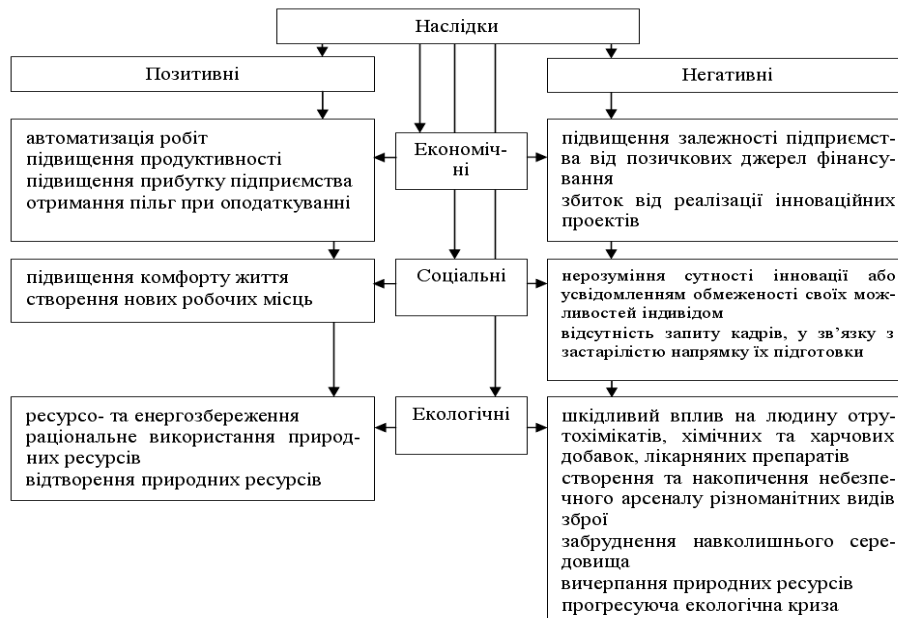 Наслідки
Позитивні
Негативні
автоматизація робіт
підвищення продуктивності
підвищення прибутку підприємства
отримання пільг при оподаткуванні
Економіч-
ні
підвищення залежності підприємст-
ва від позичкових джерел фінансу-
вання
збиток від реалізації інноваційних
проектів
підвищення комфорту життя
створення нових робочих місць
Соціальні
нерозуміння сутності інновації або
усвідомленням обмеженості своїх мож-
ливостей індивідом
відсутність запиту кадрів, у зв’язку з
застарілістю напрямку їх підготовки
ресурсо- та енергозбереження
раціональне використання природ-
них ресурсів
відтворення природних ресурсів
Екологічні
шкідливий вплив на людину отру-
тохімікатів, хімічних та харчових
добавок, лікарняних препаратів
створення та накопичення небезпе-
чного арсеналу різноманітних видів
зброї
забруднення навколишнього сере-
довища
вичерпання природних ресурсів
прогресуюча екологічна криза